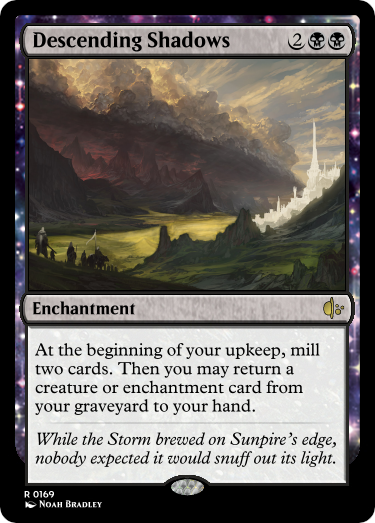 Descending Shadows 2
Enchantment
At the beginning of your upkeep, mill
two cards. Then you may return a
creature or enchantment card from
your graveyard to your hand.
While the Storm brewed on Sunpire's edge,
nobody expected it would snuff out its light.
R 0169
Noah Bradley